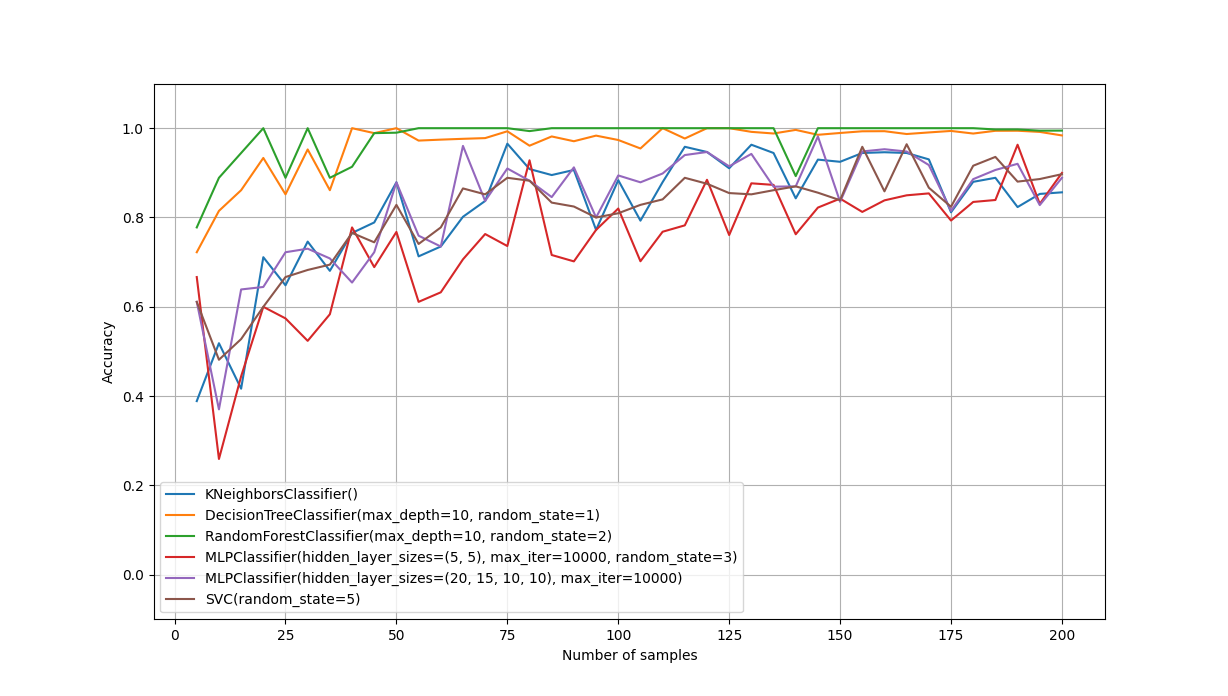 1.0
0.8
0.6
0.4
0.2
0.0
Accuracy
KNeighborsClassifier()
DecisionTreeClassifier(max_depth=10, random_state=1)
RandomForestClassifier(max_depth=10, random_state=2)
MLPClassifier(hidden_layer_sizes=(5, 5), max_iter=10000, random_state=3)
MLPClassifier(hidden_layer_sizes=(20, 15, 10, 10), max_iter=10000)
SVC(random_state=5)
0 25 50 75 100 125 150 175 200
Number of samples